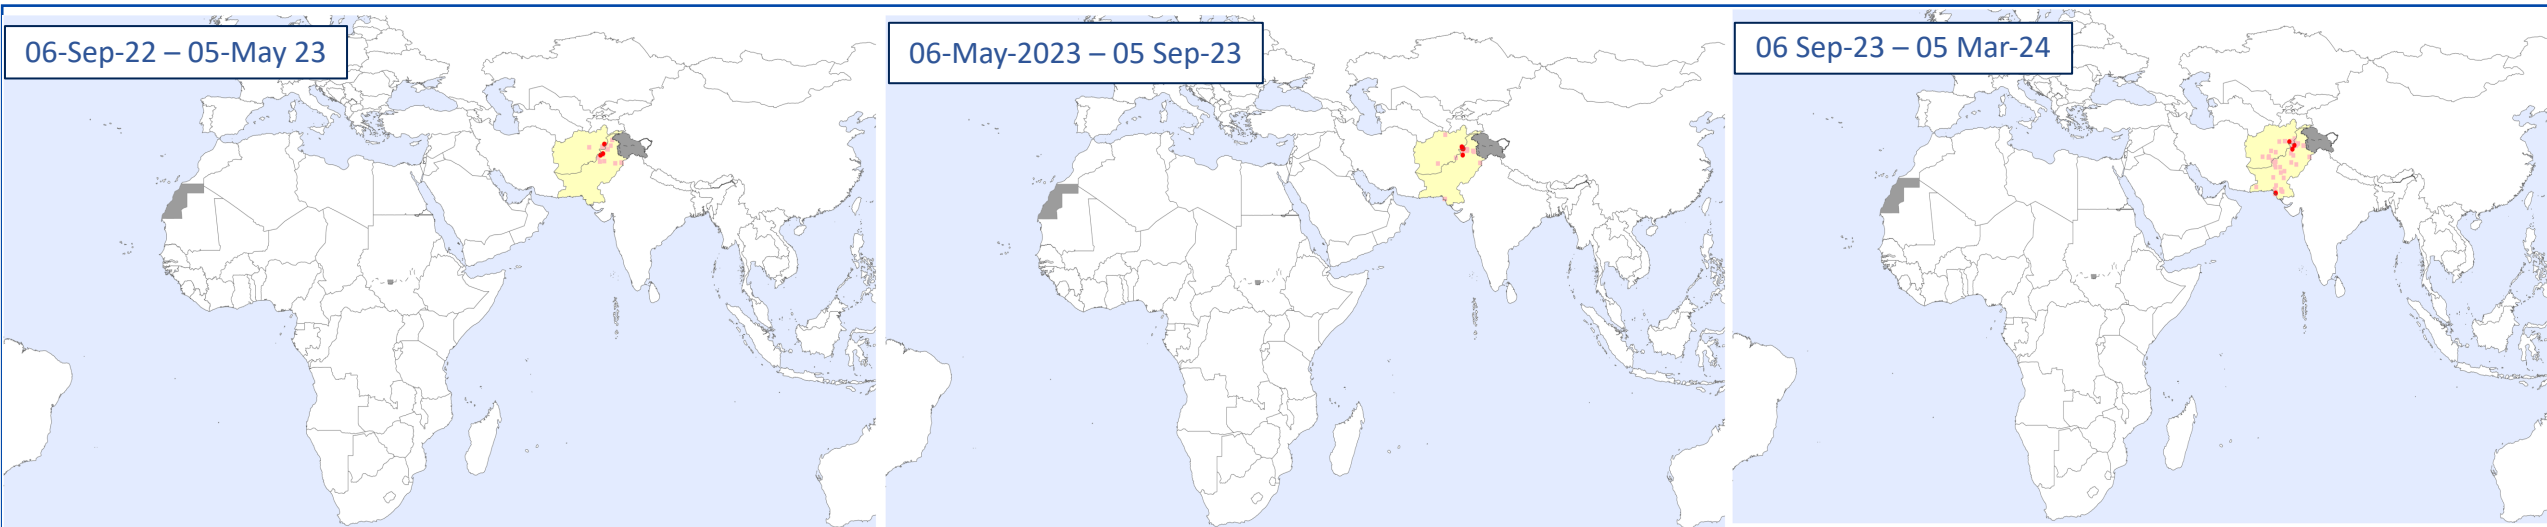 06-Sep-22 – 05-May 23
06-May-2023 – 05 Sep-23
06 Sep-23 – 05 Mar-24